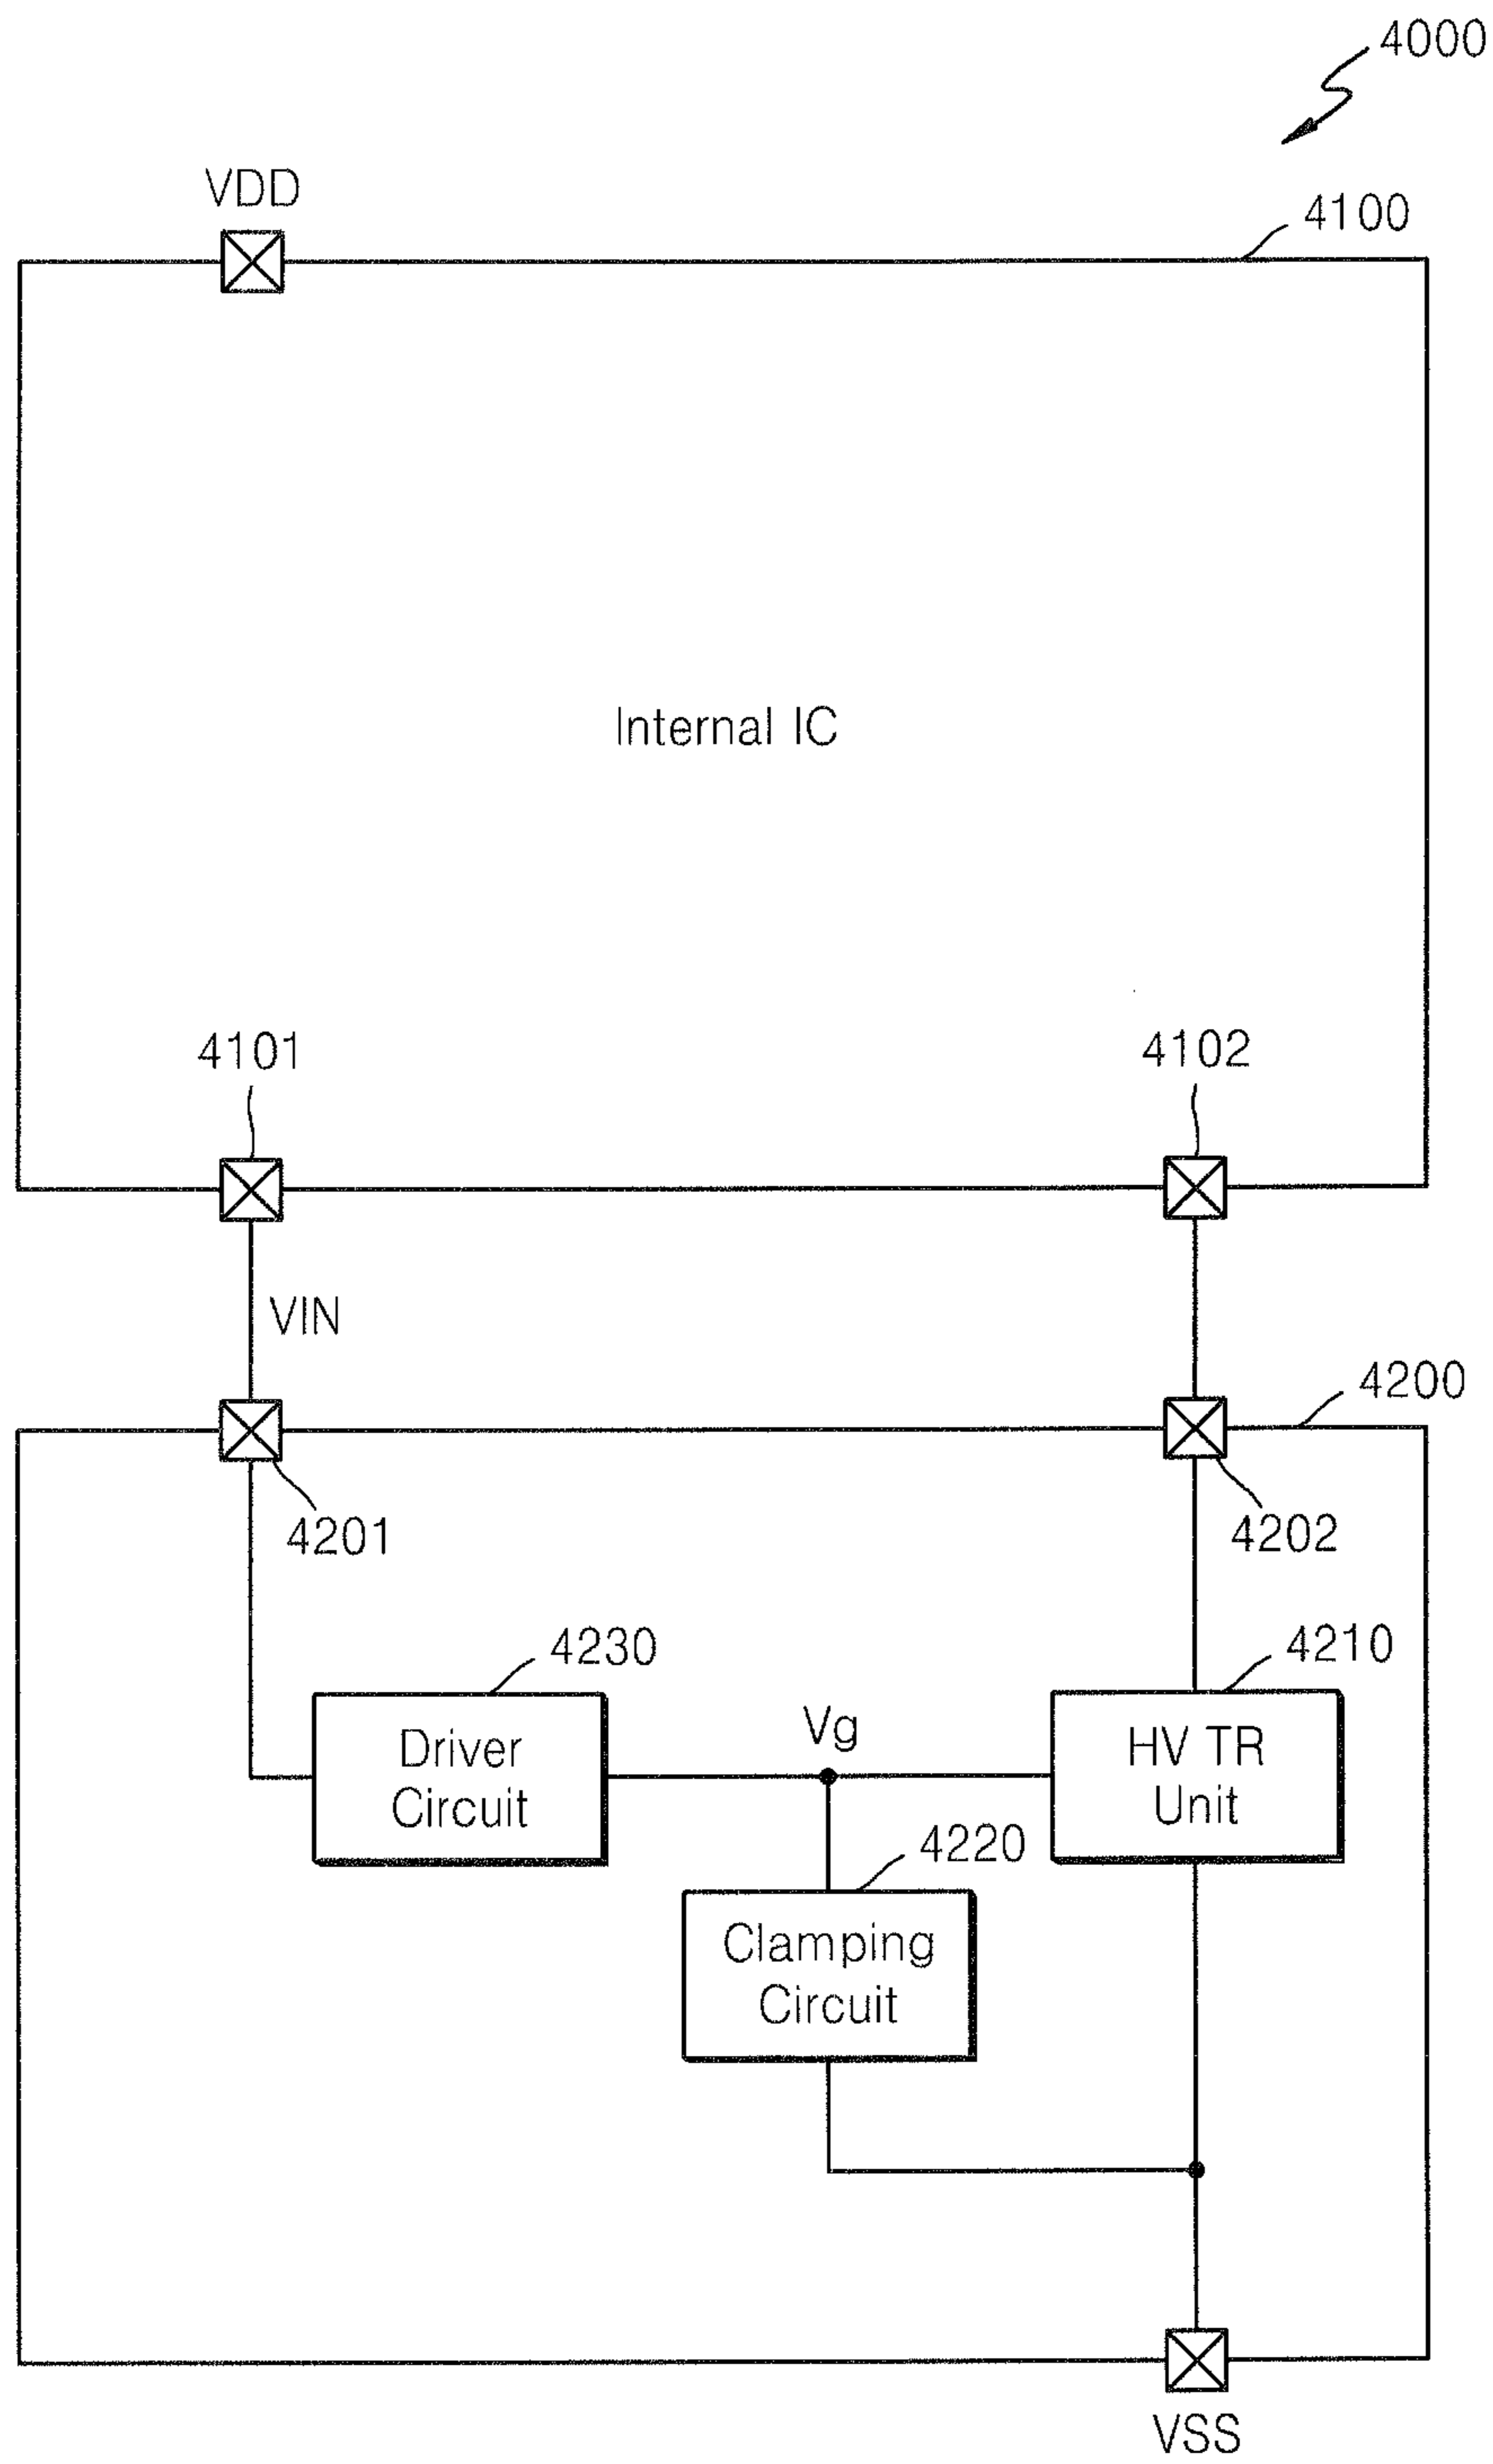 4000
VDD
4100
Internal IC
4101
4102
VIN
4200
4201
4202
4230
4210
Driver
Circuit
Vg
HV TR
Unit
4220
Clamping
Circuit
VSS